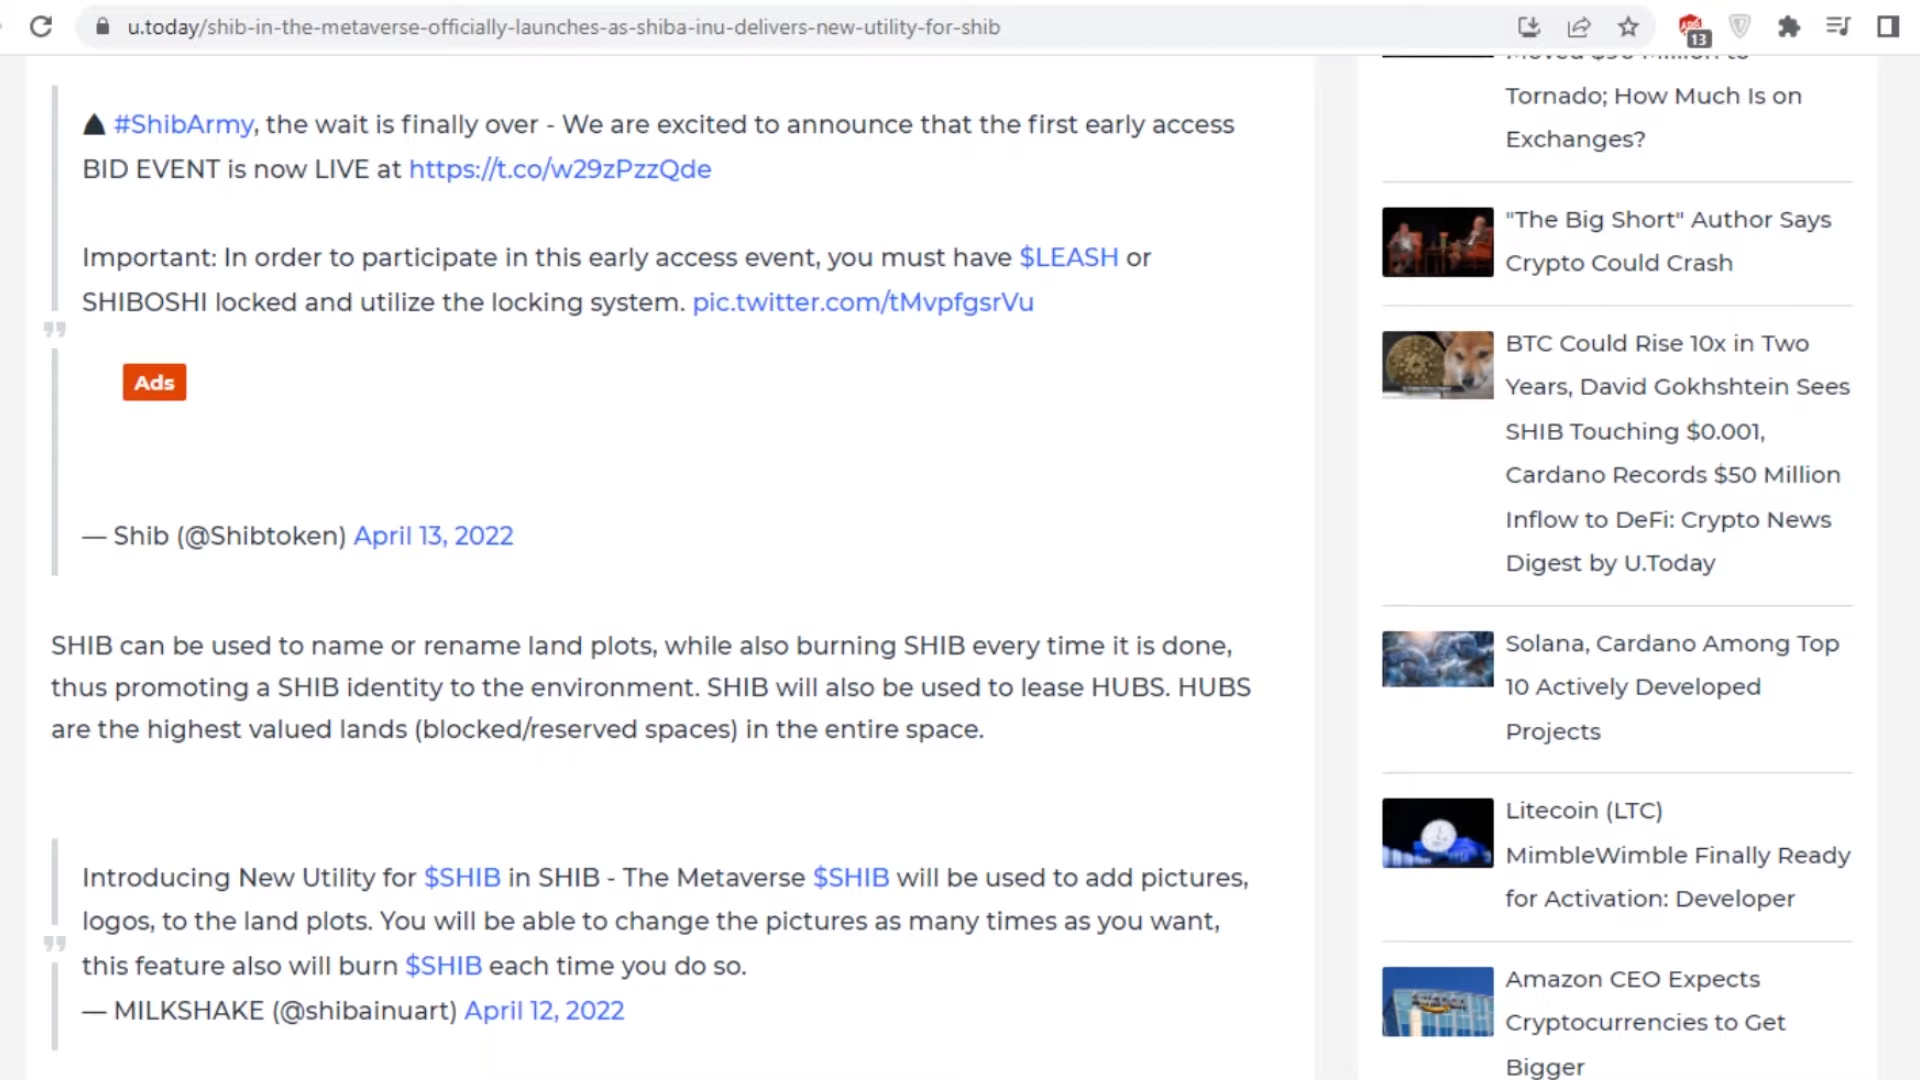 u.today/shib-in-the-metaverse-officially-launches-as-shiba-inu-delivers-new-utility-for-shib
13
#ShibArmy, the wait is finally over - We are excited to announce that the first early access
BID EVENT is now LIVE at https://t.co/w29zPzzQde
Important: In order to participate in this early access event, you must have $LEASH or
SHIBOSHI locked and utilize the locking system. pic.twitter.com/tMvpfgsrVu
Ads
— Shib (@Shibtoken) April 13, 2022
SHIB can be used to name or rename land plots, while also burning SHIB every time it is done,
thus promoting a SHIB identity to the environment. SHIB will also be used to lease HUBS. HUBS
are the highest valued lands (blocked/reserved spaces) in the entire space.
Introducing New Utility for $SHIB in SHIB - The Metaverse $SHIB will be used to add pictures,
logos, to the land plots. You will be able to change the pictures as many times as you want,
this feature also will burn $SHIB each time you do so.
— MILKSHAKE (@shibainuart) April 12, 2022
Moved $90 Million to
Tornado; How Much Is on
Exchanges?
"The Big Short" Author Says
Crypto Could Crash
BTC Could Rise 10x in Two
Years, David Gokhshtein Sees
SHIB Touching $0.001,
Cardano Records $50 Million
Inflow to DeFi: Crypto News
Digest by U.Today
Solana, Cardano Among Top
10 Actively Developed
Projects
Litecoin (LTC)
MimbleWimble Finally Ready
for Activation: Developer
Amazon CEO Expects
Cryptocurrencies to Get
Bigger